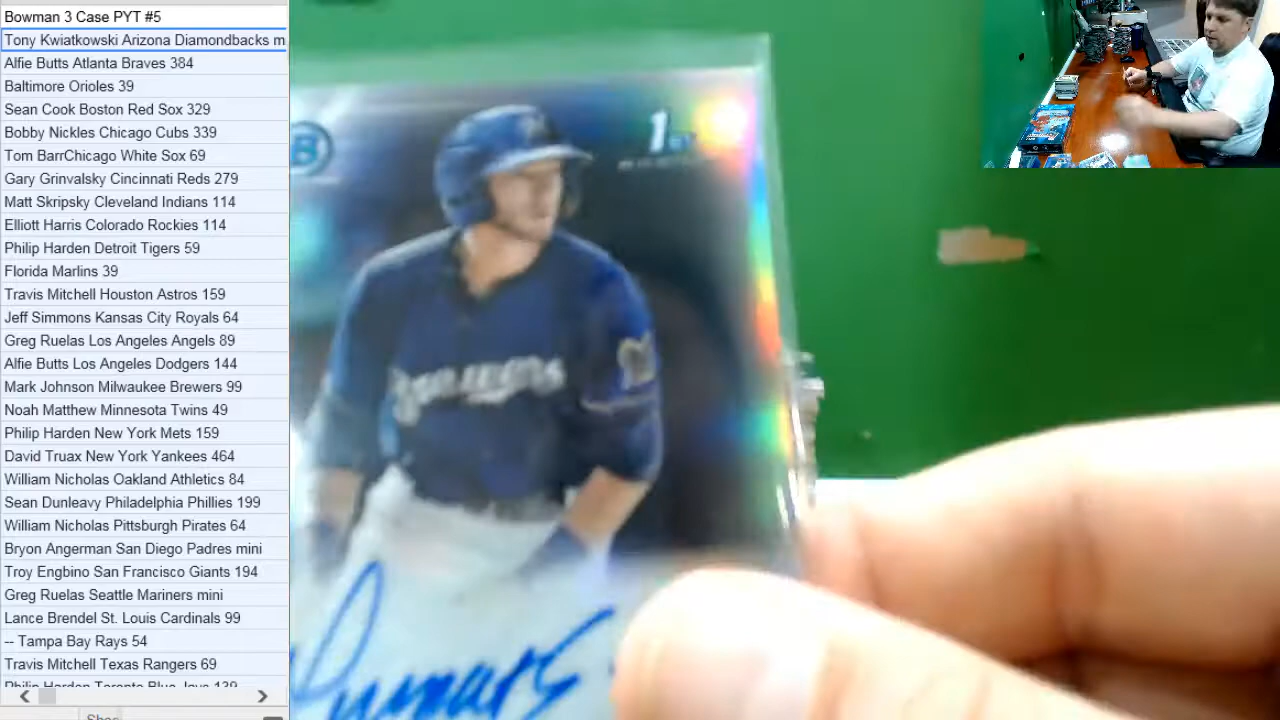 Bowman 3 Case PYT #5
Tony Kwiatkowski Arizona Diamondbacks m
Alfie Butts Atlanta Braves 384
Baltimore Orioles 39
Sean Cook Boston Red Sox 329
Bobby Nickles Chicago Cubs 339
Tom BarrChicago White Sox 69
Gary Grinvalsky Cincinnati Reds 279
Matt Skripsky Cleveland Indians 114
Elliott Harris Colorado Rockies 114
Philip Harden Detroit Tigers 59
Florida Marlins 39
Travis Mitchell Houston Astros 159
Jeff Simmons Kansas City Royals 64
Greg Ruelas Los Angeles Angels 89
Alfie Butts Los Angeles Dodgers 144
Mark Johnson Milwaukee Brewers 99
Noah Matthew Minnesota Twins 49
Philip Harden New York Mets 159
David Truax New York Yankees 464
William Nicholas Oakland Athletics 84
Sean Dunleavy Philadelphia Phillies 199
William Nicholas Pittsburgh Pirates 64
Bryon Angerman San Diego Padres mini
Troy Engbino San Francisco Giants 194
Greg Ruelas Seattle Mariners mini
Lance Brendel St. Louis Cardinals 99
-- Tampa Bay Rays 54
Travis Mitchell Texas Rangers 69
Philip Harden Toronto Blue Jays 139
B
1st
Brewers